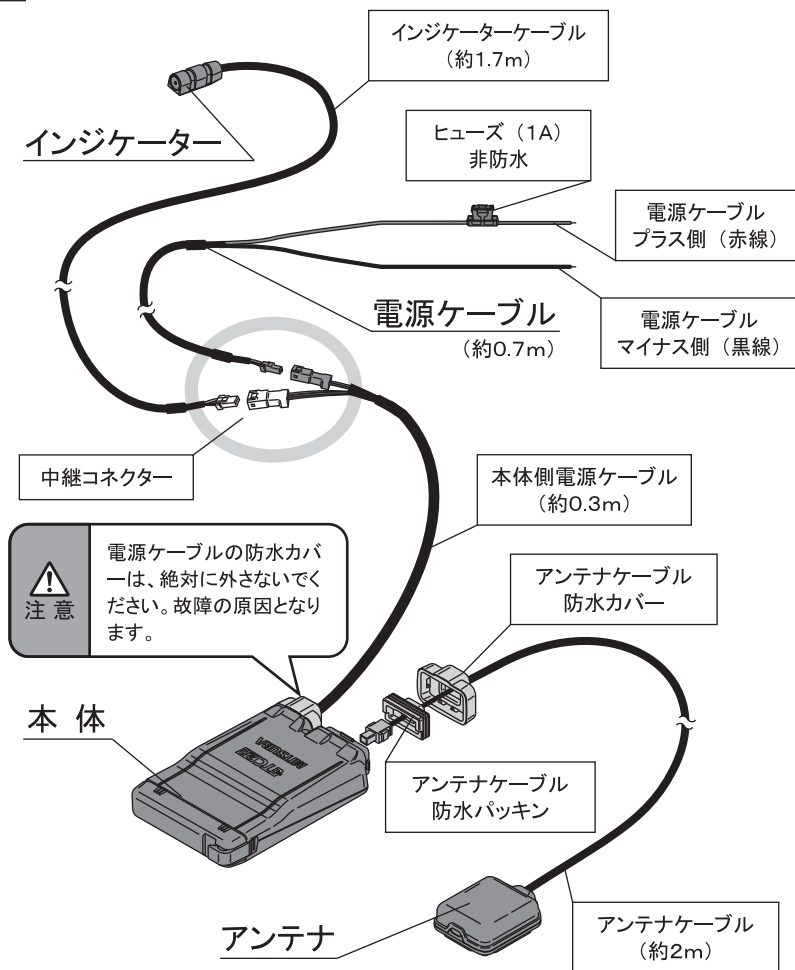 インジケーターケーブル
（約1.7m）
インジケーター
ヒューズ（1A）
非防水
電源ケーブル
プラス側（赤線）
電源ケーブル
（約0.7m）
電源ケーブル
マイナス側（黒線）
中継コネクター
本体側電源ケーブル
（約0.3m）
注意
電源ケーブルの防水カバ
ーは、絶対に外さないでく
ださい。故障の原因となり
ます。
アンテナケーブル
防水カバー
本 体
MITSUBA
ETC2.0
アンテナケーブル
防水パッキン
アンテナ
アンテナケーブル
（約2m）